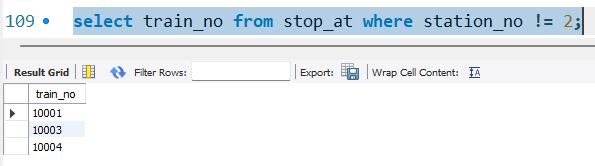 109 select train_no from stop_at where station_no != 2;
Result Grid Filter Rows: Export: Wrap Cell Content: IA
train_no
10001
10003
10004